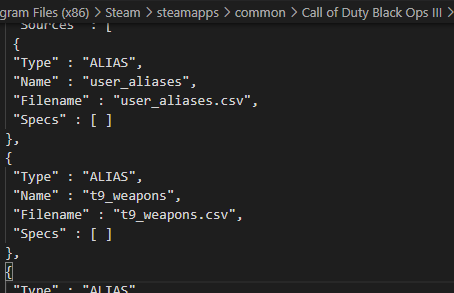 gram Files (x86) > Steam > steamapps > common > Call of Duty Black Ops III >
"Sources" : [
{
"Type" : "ALIAS",
"Name" : "user_aliases",
"Filename" : "user_aliases.csv",
"Specs" : [ ]
},
{
"Type" : "ALIAS",
"Name" : "t9_weapons",
"Filename" : "t9_weapons.csv",
"Specs" : [ ]
},
{
"Type" : "ALIAS"